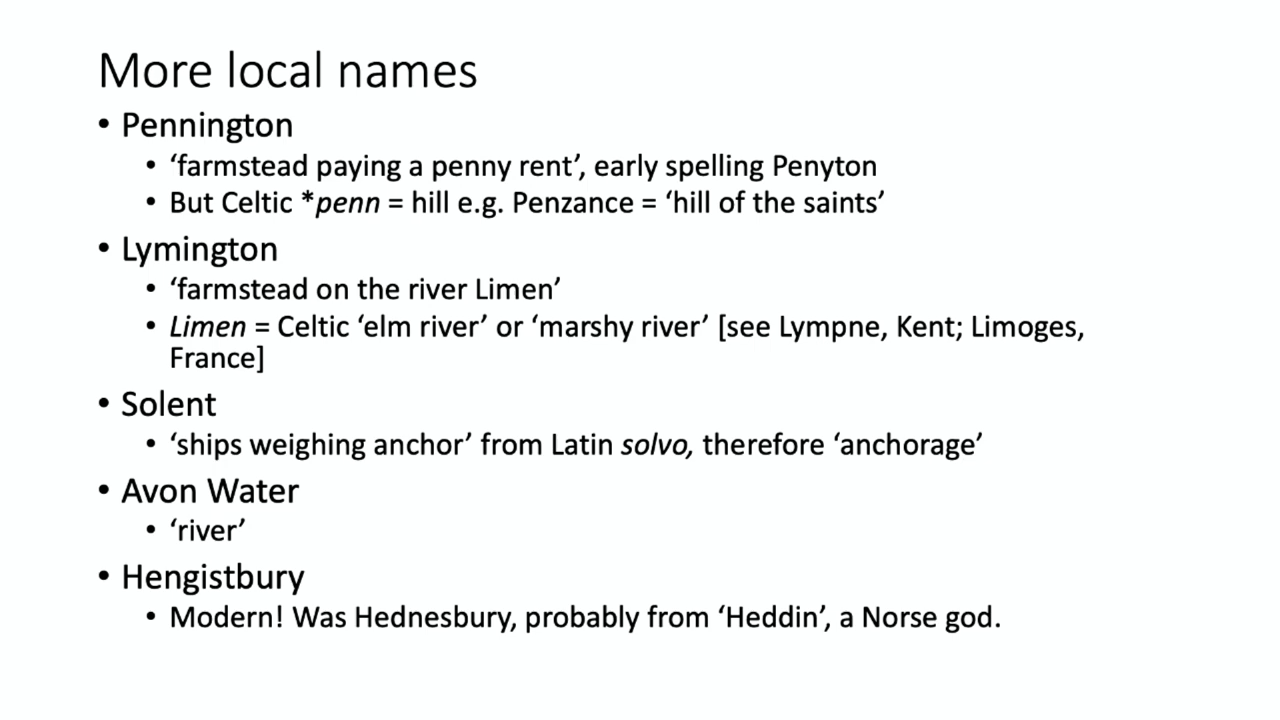 More local names
• Pennington
• ‘farmstead paying a penny rent’, early spelling Penyton
• But Celtic *penn = hill e.g. Penzance = ‘hill of the saints’
• Lymington
• ‘farmstead on the river Limen’
• Limen = Celtic ‘elm river’ or ‘marshy river’ [see Lympne, Kent; Limoges,
France]
• Solent
• ‘ships weighing anchor’ from Latin solvo, therefore ‘anchorage’
• Avon Water
• ‘river’
• Hengistbury
• Modern! Was Hednesbury, probably from ‘Heddin’, a Norse god.